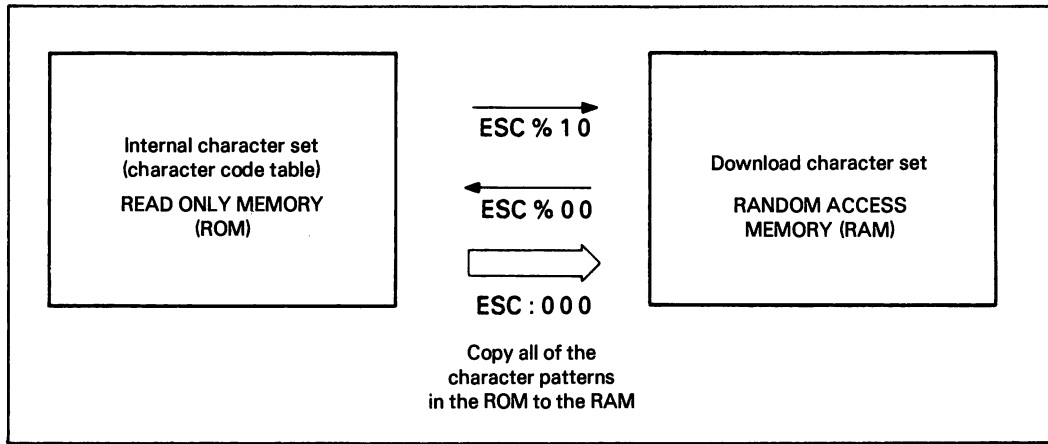 Internal character set
(character code table)
READ ONLY MEMORY
(ROM)
ESC % 1 0
ESC % 0 0
ESC : 0 0 0
Copy all of the
character patterns
in the ROM to the RAM
Download character set
RANDOM ACCESS
MEMORY (RAM)